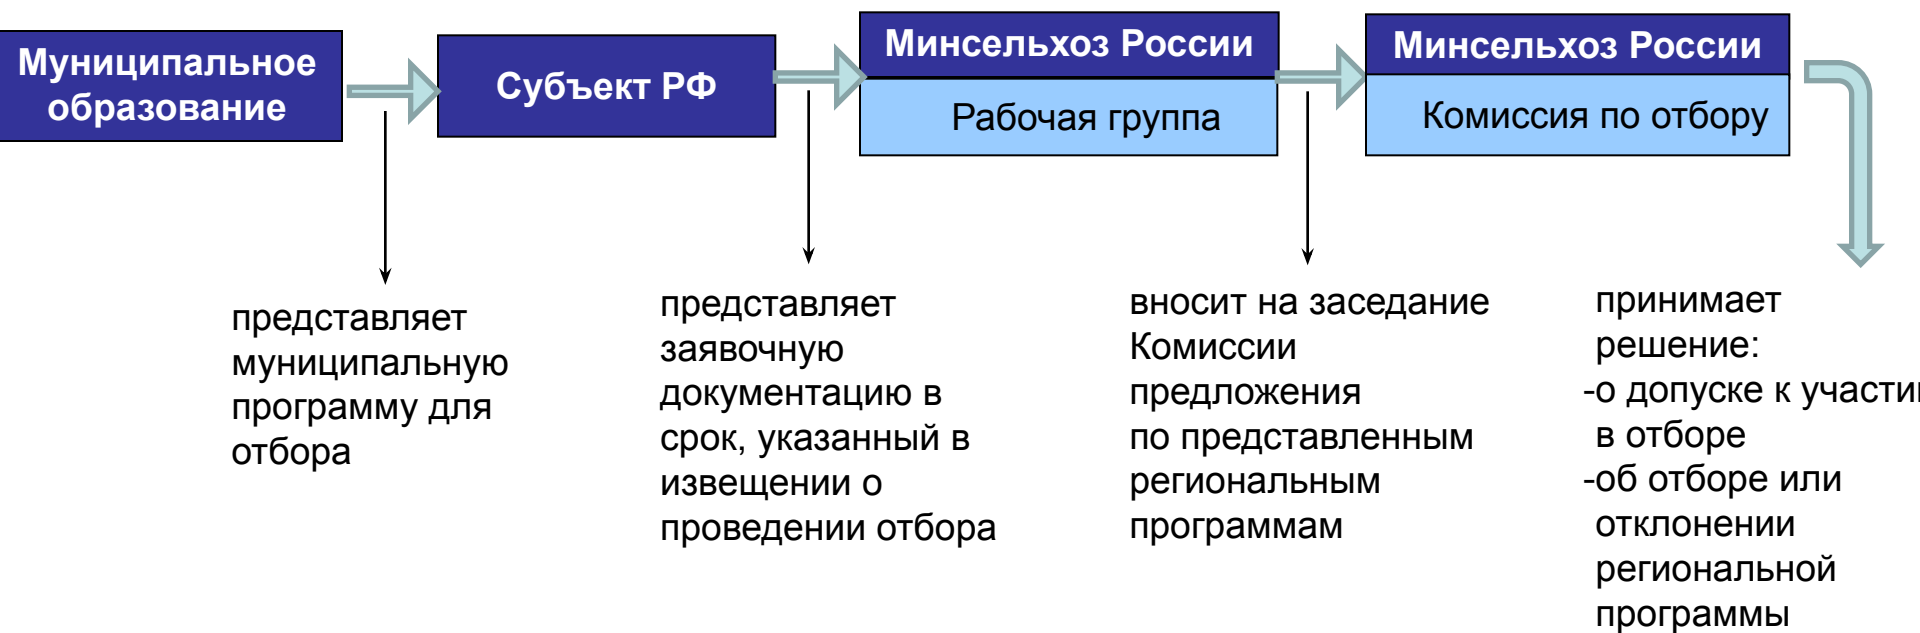 Муниципальное
образование
Субъект РФ
Минсельхоз России
Рабочая группа
Минсельхоз России
Комиссия по отбору
представляет
муниципальную
программу для
отбора
представляет
заявочную
документацию в
срок, указанный в
извещении о
проведении отбора
вносит на заседание
Комиссии
предложения
по представленным
региональным
программам
принимает
решение:
-о допуске к
в отборе
-об отборе или
отклонении
региональной
программы